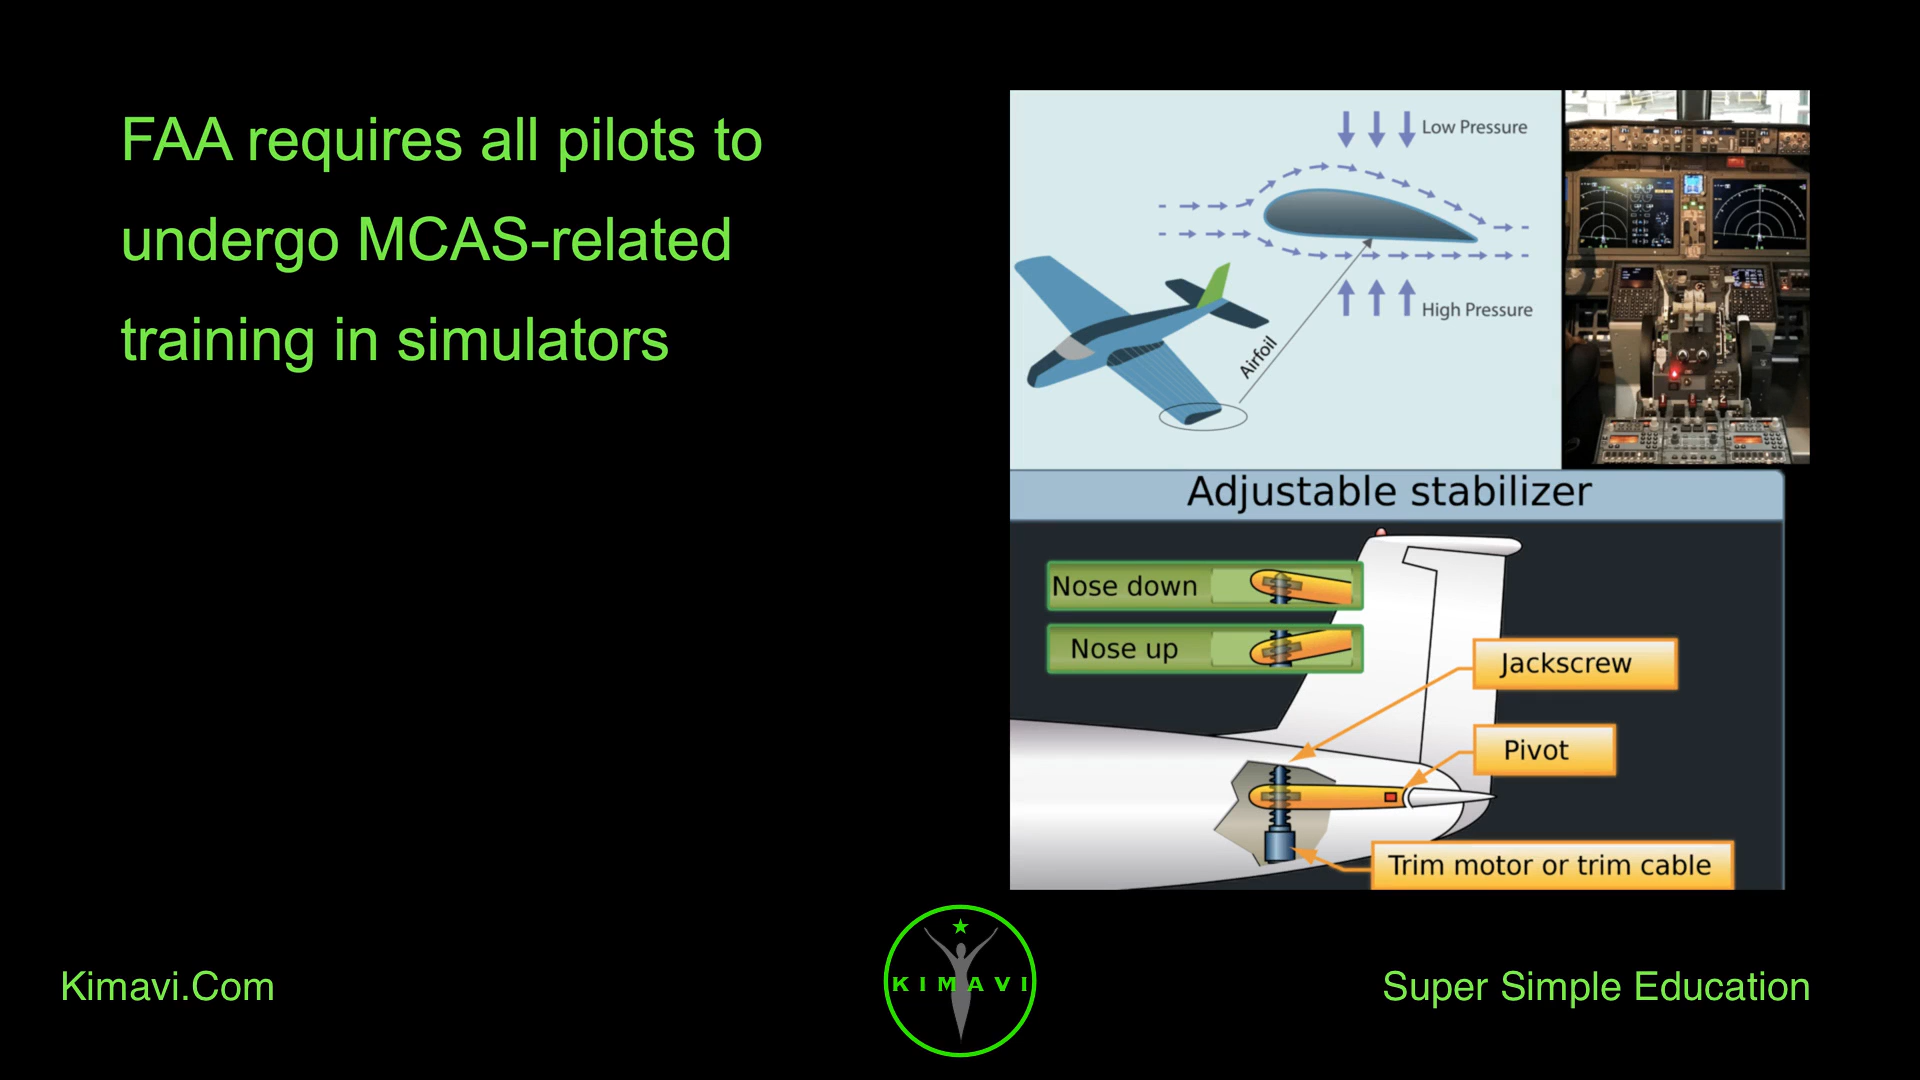 FAA requires all pilots to
undergo MCAS-related
training in simulators
Low Pressure
High Pressure
Airfoil
Adjustable stabilizer
Nose down
Nose up
Jackscrew
Pivot
Trim motor or trim cable
Kimavi.Com
KIMAVI
Super Simple Education